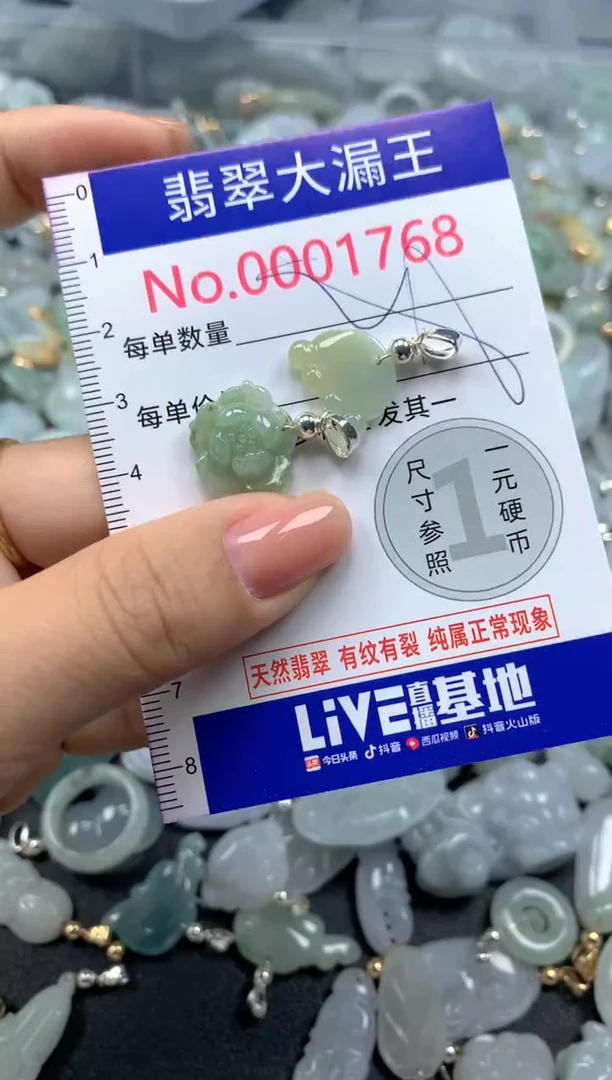 翡翠大漏王
No.0001768
每单数量
每单价
发其一
0
1
2
3
4
7
8
1
尺寸参照
一元硬币
天然翡翠 有纹有裂 纯属正常现象
LiVE直播基地
头条 今日头条 抖音 西瓜视频 抖音火山版